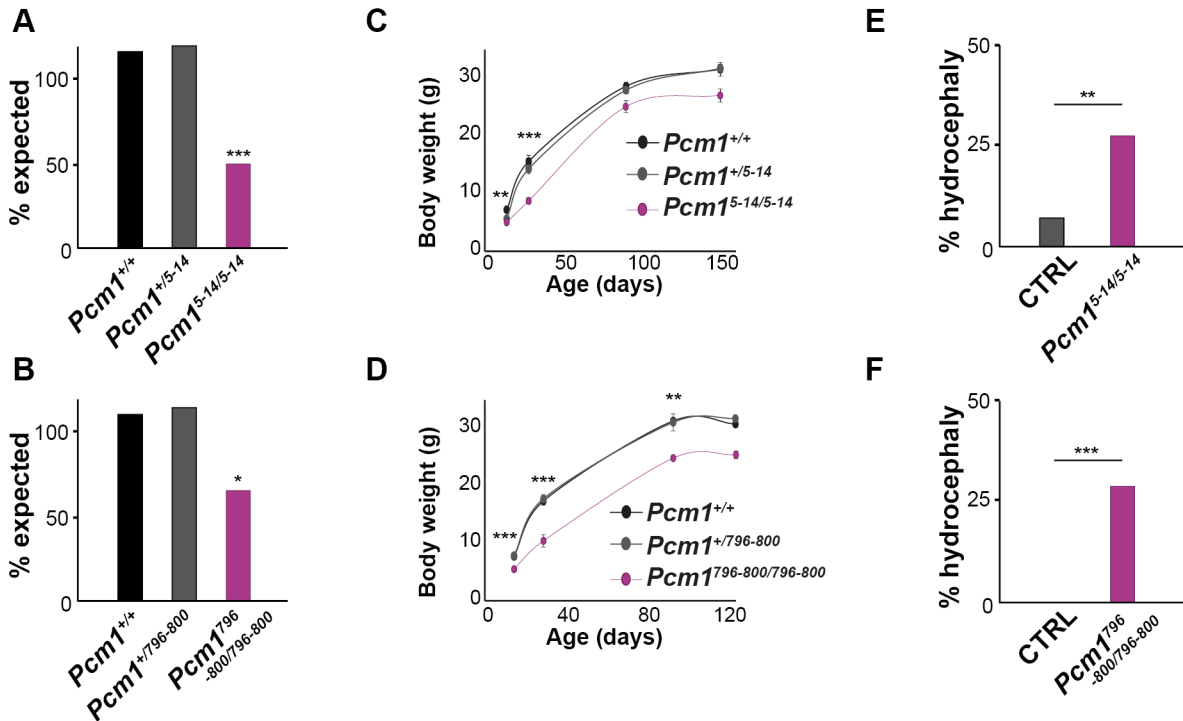 A
% expected
100
50
0
***
Pcm1+/+
Pcm1+/5-14
Pcm15-14/5-14
C
Body weight (g)
30
20
10
0
**
***
Pcm1+/+
Pcm1+/5-14
Pcm15-14/5-14
0
50
100
150
Age (days)
E
% hydrocephaly
50
25
0
**
CTRL
Pcm15-14/5-14
B
% expected
100
50
0
*
Pcm1+/+
Pcm1+/796-800
Pcm1796
-800/796-800
D
Body weight (g)
30
20
10
0
***
***
**
Pcm1+/+
Pcm1+/796-800
Pcm1796-800/796-800
0
40
80
120
Age (days)
F
% hydrocephaly
50
25
0
***
CTRL
Pcm1796
-800/796-800